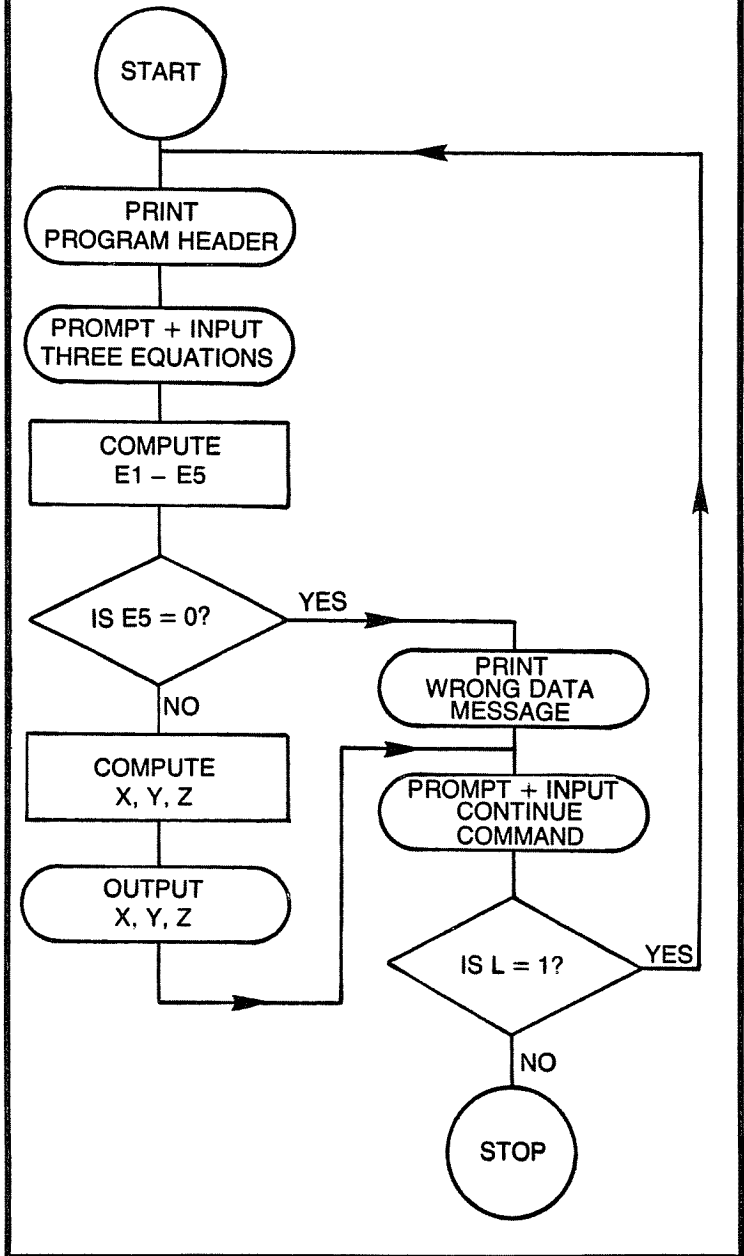 START
PRINT
PROGRAM HEADER
PROMPT + INPUT
THREE EQUATIONS
COMPUTE
E1 – E5
IS E5 = 0?
YES
NO
PRINT
WRONG DATA
MESSAGE
COMPUTE
X, Y, Z
PROMPT + INPUT
CONTINUE
COMMAND
OUTPUT
X, Y, Z
IS L = 1?
YES
NO
STOP